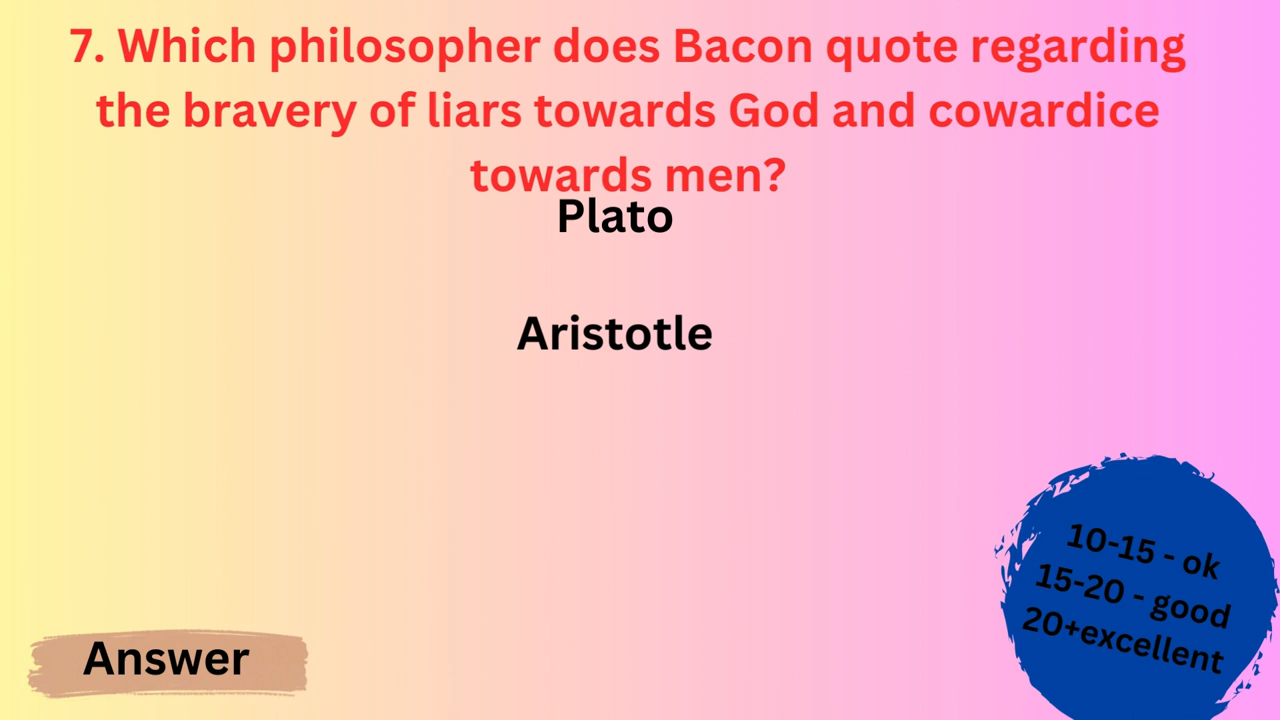 7. Which philosopher does Bacon quote regarding
the bravery of liars towards God and cowardice
towards men?
Plato
Aristotle
Answer
10-15 - ok
15-20 - good
20+excellent